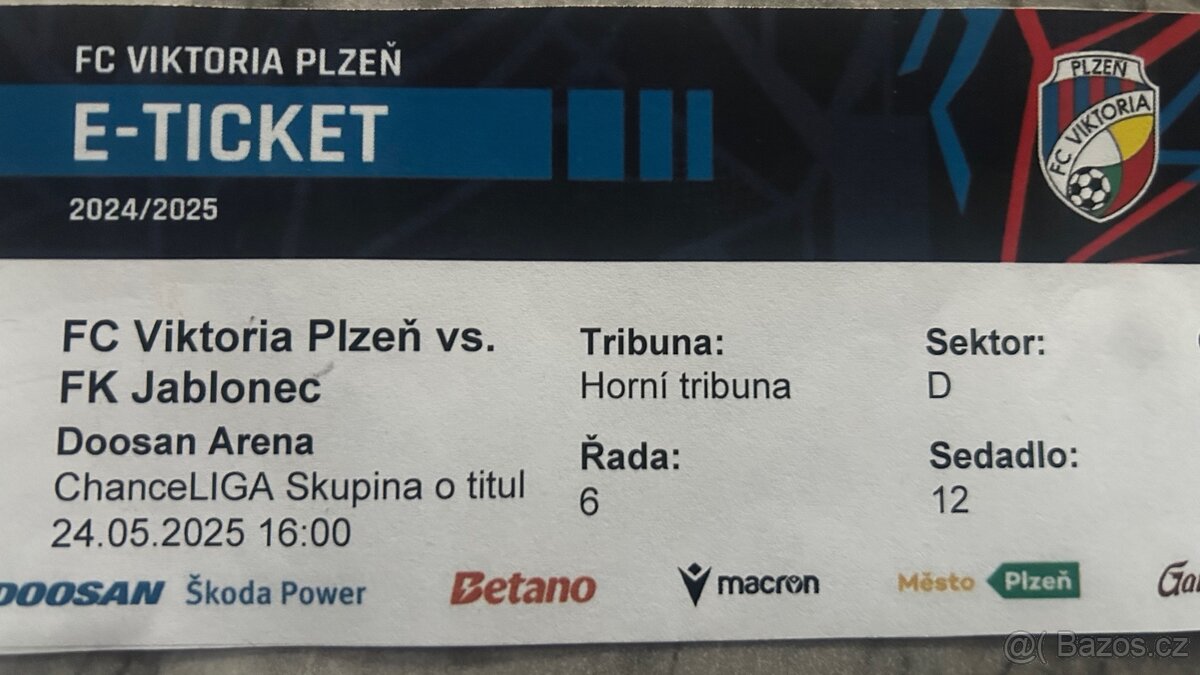 FC VIKTORIA PLZEŇ
E-TICKET
2024/2025
PLZEŇ
FC VIKTORIA
FC Viktoria Plzeň vs.
FK Jablonec
Doosan Arena
ChanceLIGA Skupina o titul
24.05.2025 16:00
Tribuna:
Horní tribuna
Řada:
6
Sektor:
D
Sedadlo:
12
DOOSAN Škoda Power
Betano
macron
Město Plzeň
@( Bazos.cz